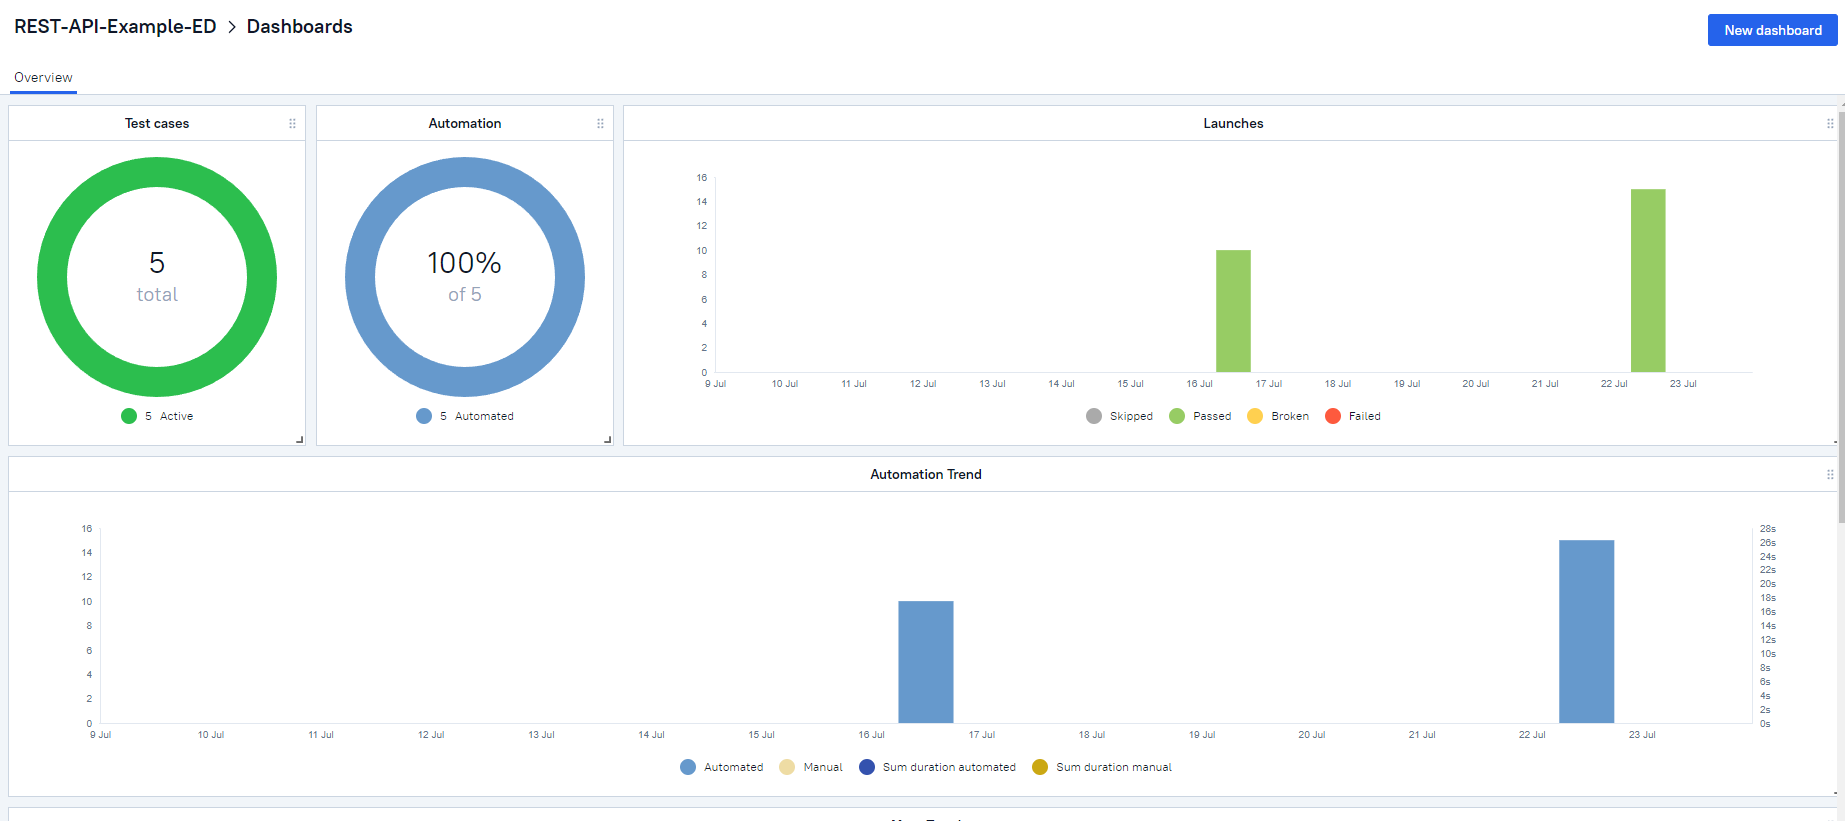 REST-API-Example-ED > Dashboards
New dashboard
Overview
Test cases
5
total
5 Active
Automation
100%
of 5
5 Automated
Launches
16
14
12
10
8
6
4
2
0
9 Jul 10 Jul 11 Jul 12 Jul 13 Jul 14 Jul 15 Jul 16 Jul 17 Jul 18 Jul 19 Jul 20 Jul 21 Jul 22 Jul 23 Jul
Skipped Passed Broken Failed
Automation Trend
16
14
12
10
8
6
4
2
0
28s
26s
24s
22s
20s
18s
16s
14s
12s
10s
8s
6s
4s
2s
0s
9 Jul 10 Jul 11 Jul 12 Jul 13 Jul 14 Jul 15 Jul 16 Jul 17 Jul 18 Jul 19 Jul 20 Jul 21 Jul 22 Jul 23 Jul
Automated Manual Sum duration automated Sum duration manual